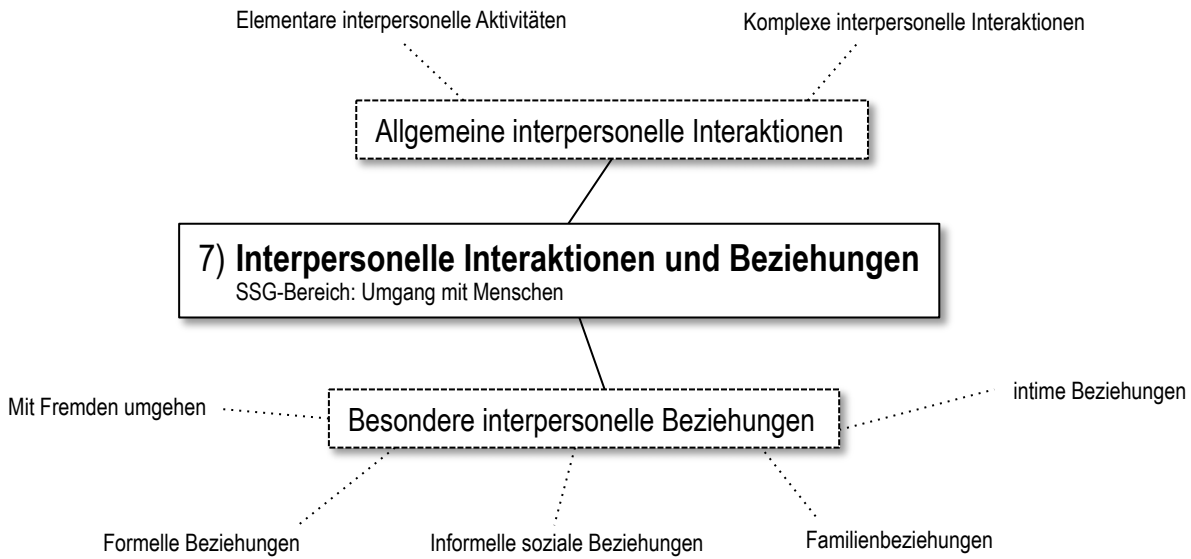 Elementare interpersonelle Aktivitäten
Komplexe interpersonelle Interaktionen
Allgemeine interpersonelle Interaktionen
7) Interpersonelle Interaktionen und Beziehungen
SSG-Bereich: Umgang mit Menschen
Mit Fremden umgehen
intime Beziehungen
Besondere interpersonelle Beziehungen
Formelle Beziehungen
Informelle soziale Beziehungen
Familienbeziehungen